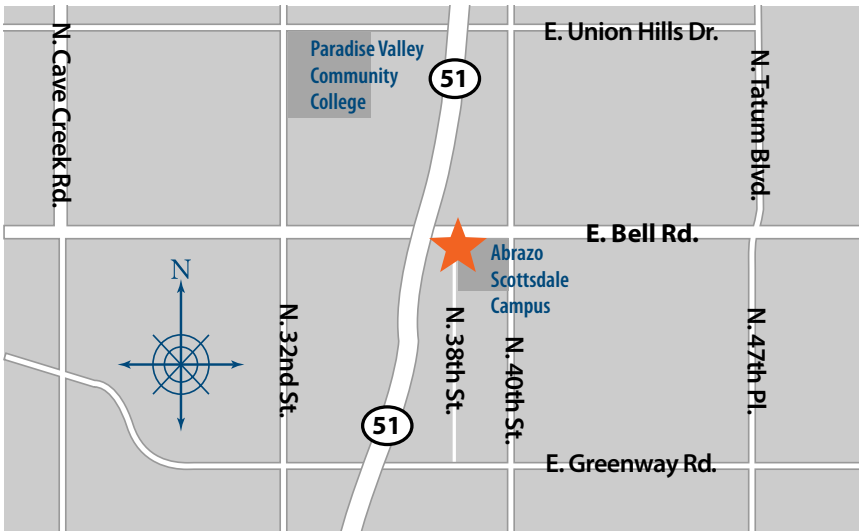 E. Union Hills Dr.
N. Cave Creek Rd.
Paradise Valley
Community
College
51
N. Tatum Blvd.
E. Bell Rd.
Abrazo
Scottsdale
Campus
N
N. 32nd St.
N. 38th St.
N. 40th St.
N. 47th Pl.
51
E. Greenway Rd.